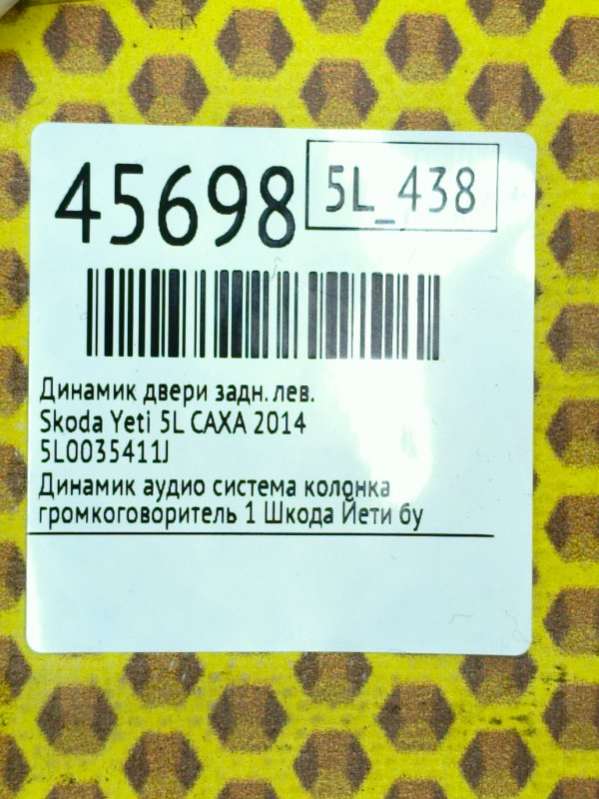 45698
5L_438
Динамик двери задн. лев.
Skoda Yeti 5L CAXA 2014
5L0035411J
Динамик аудио система колонка
громкоговоритель 1 Шкода Йети бу